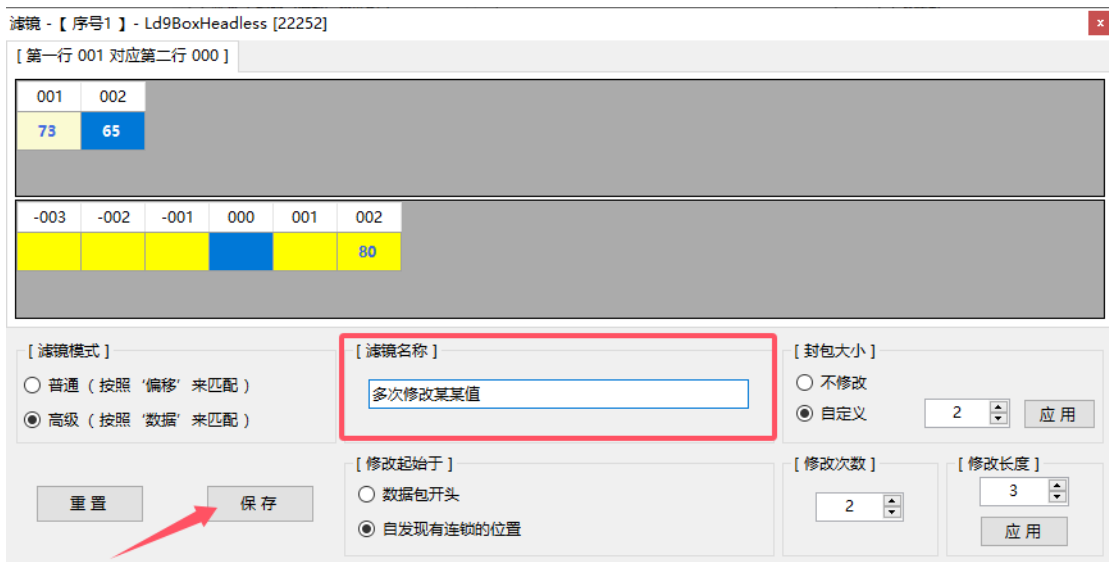 滤镜 -【 序号1 】- Ld9BoxHeadless [22252]
x
[ 第一行 001 对应第二行 000 ]
001 002
73 65
-003 -002 -001 000 001 002
80
[ 滤镜模式 ]
普通 ( 按照 ‘偏移’ 来匹配 )
高级 ( 按照 ‘数据’ 来匹配 )
[ 滤镜名称 ]
多次修改某某值
[ 封包大小 ]
不修改
自定义 2 应 用
重 置 保 存
[ 修改起始于 ]
数据包开头
自发现有连锁的位置
[ 修改次数 ]
2
[ 修改长度 ]
3
应 用